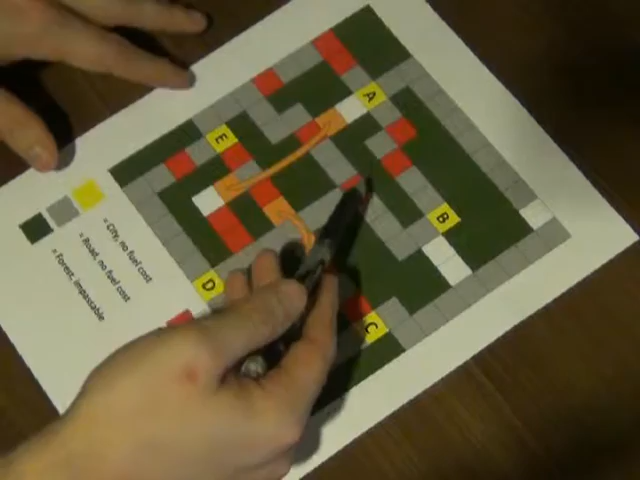 A
E
B
D
C
= City, no fuel cost
= Road, no fuel cost
= Forest, impassable